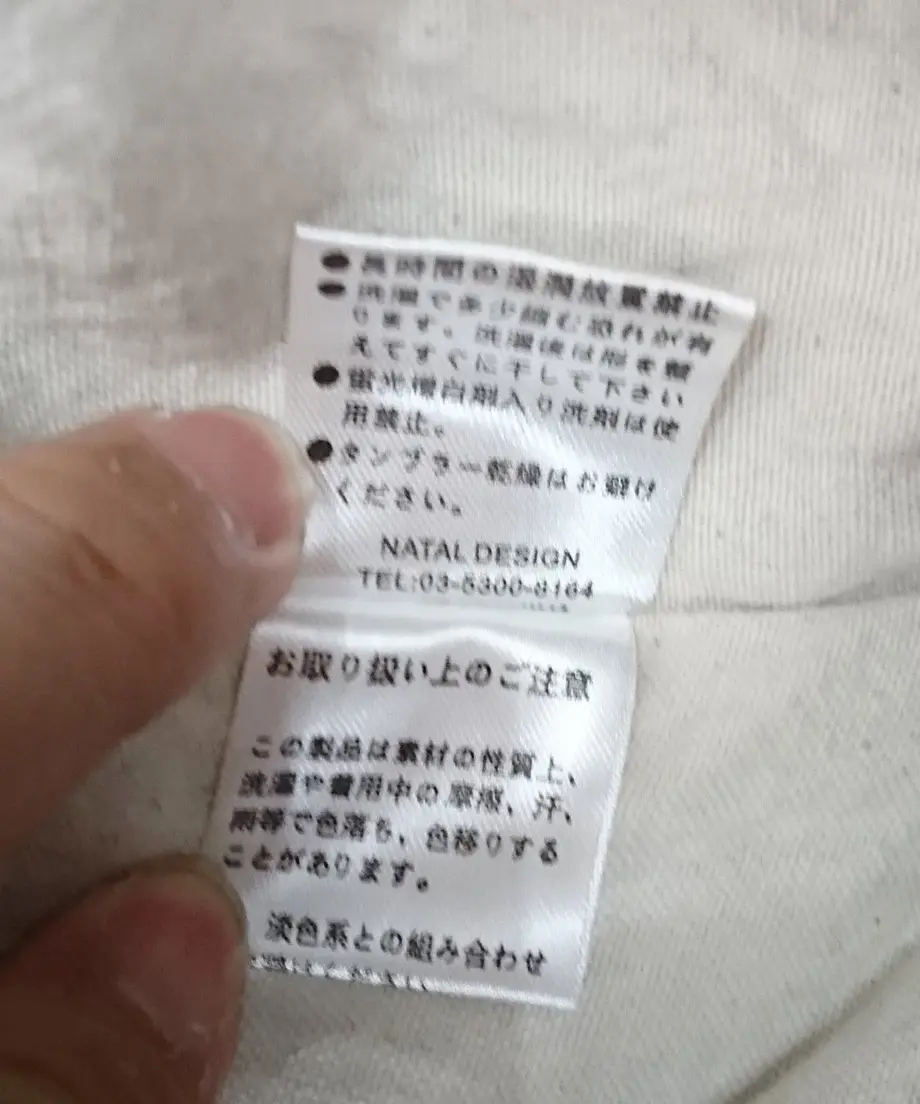 ●長時間の湿潤放置禁止
●洗濯で多少縮む恐れが有
ります。洗濯後は形を整
えてすぐに干して下さい
●蛍光増白剤入り洗剤は使
用禁止。
●タンブラー乾燥はお避け
ください。
NATAL DESIGN
TEL:03-5300-8164
お取り扱い上のご注意
この製品は素材の性質上、
洗濯や着用中の摩擦、汗、
雨等で色落ち、色移りする
ことがあります。
淡色系との組み合わせ